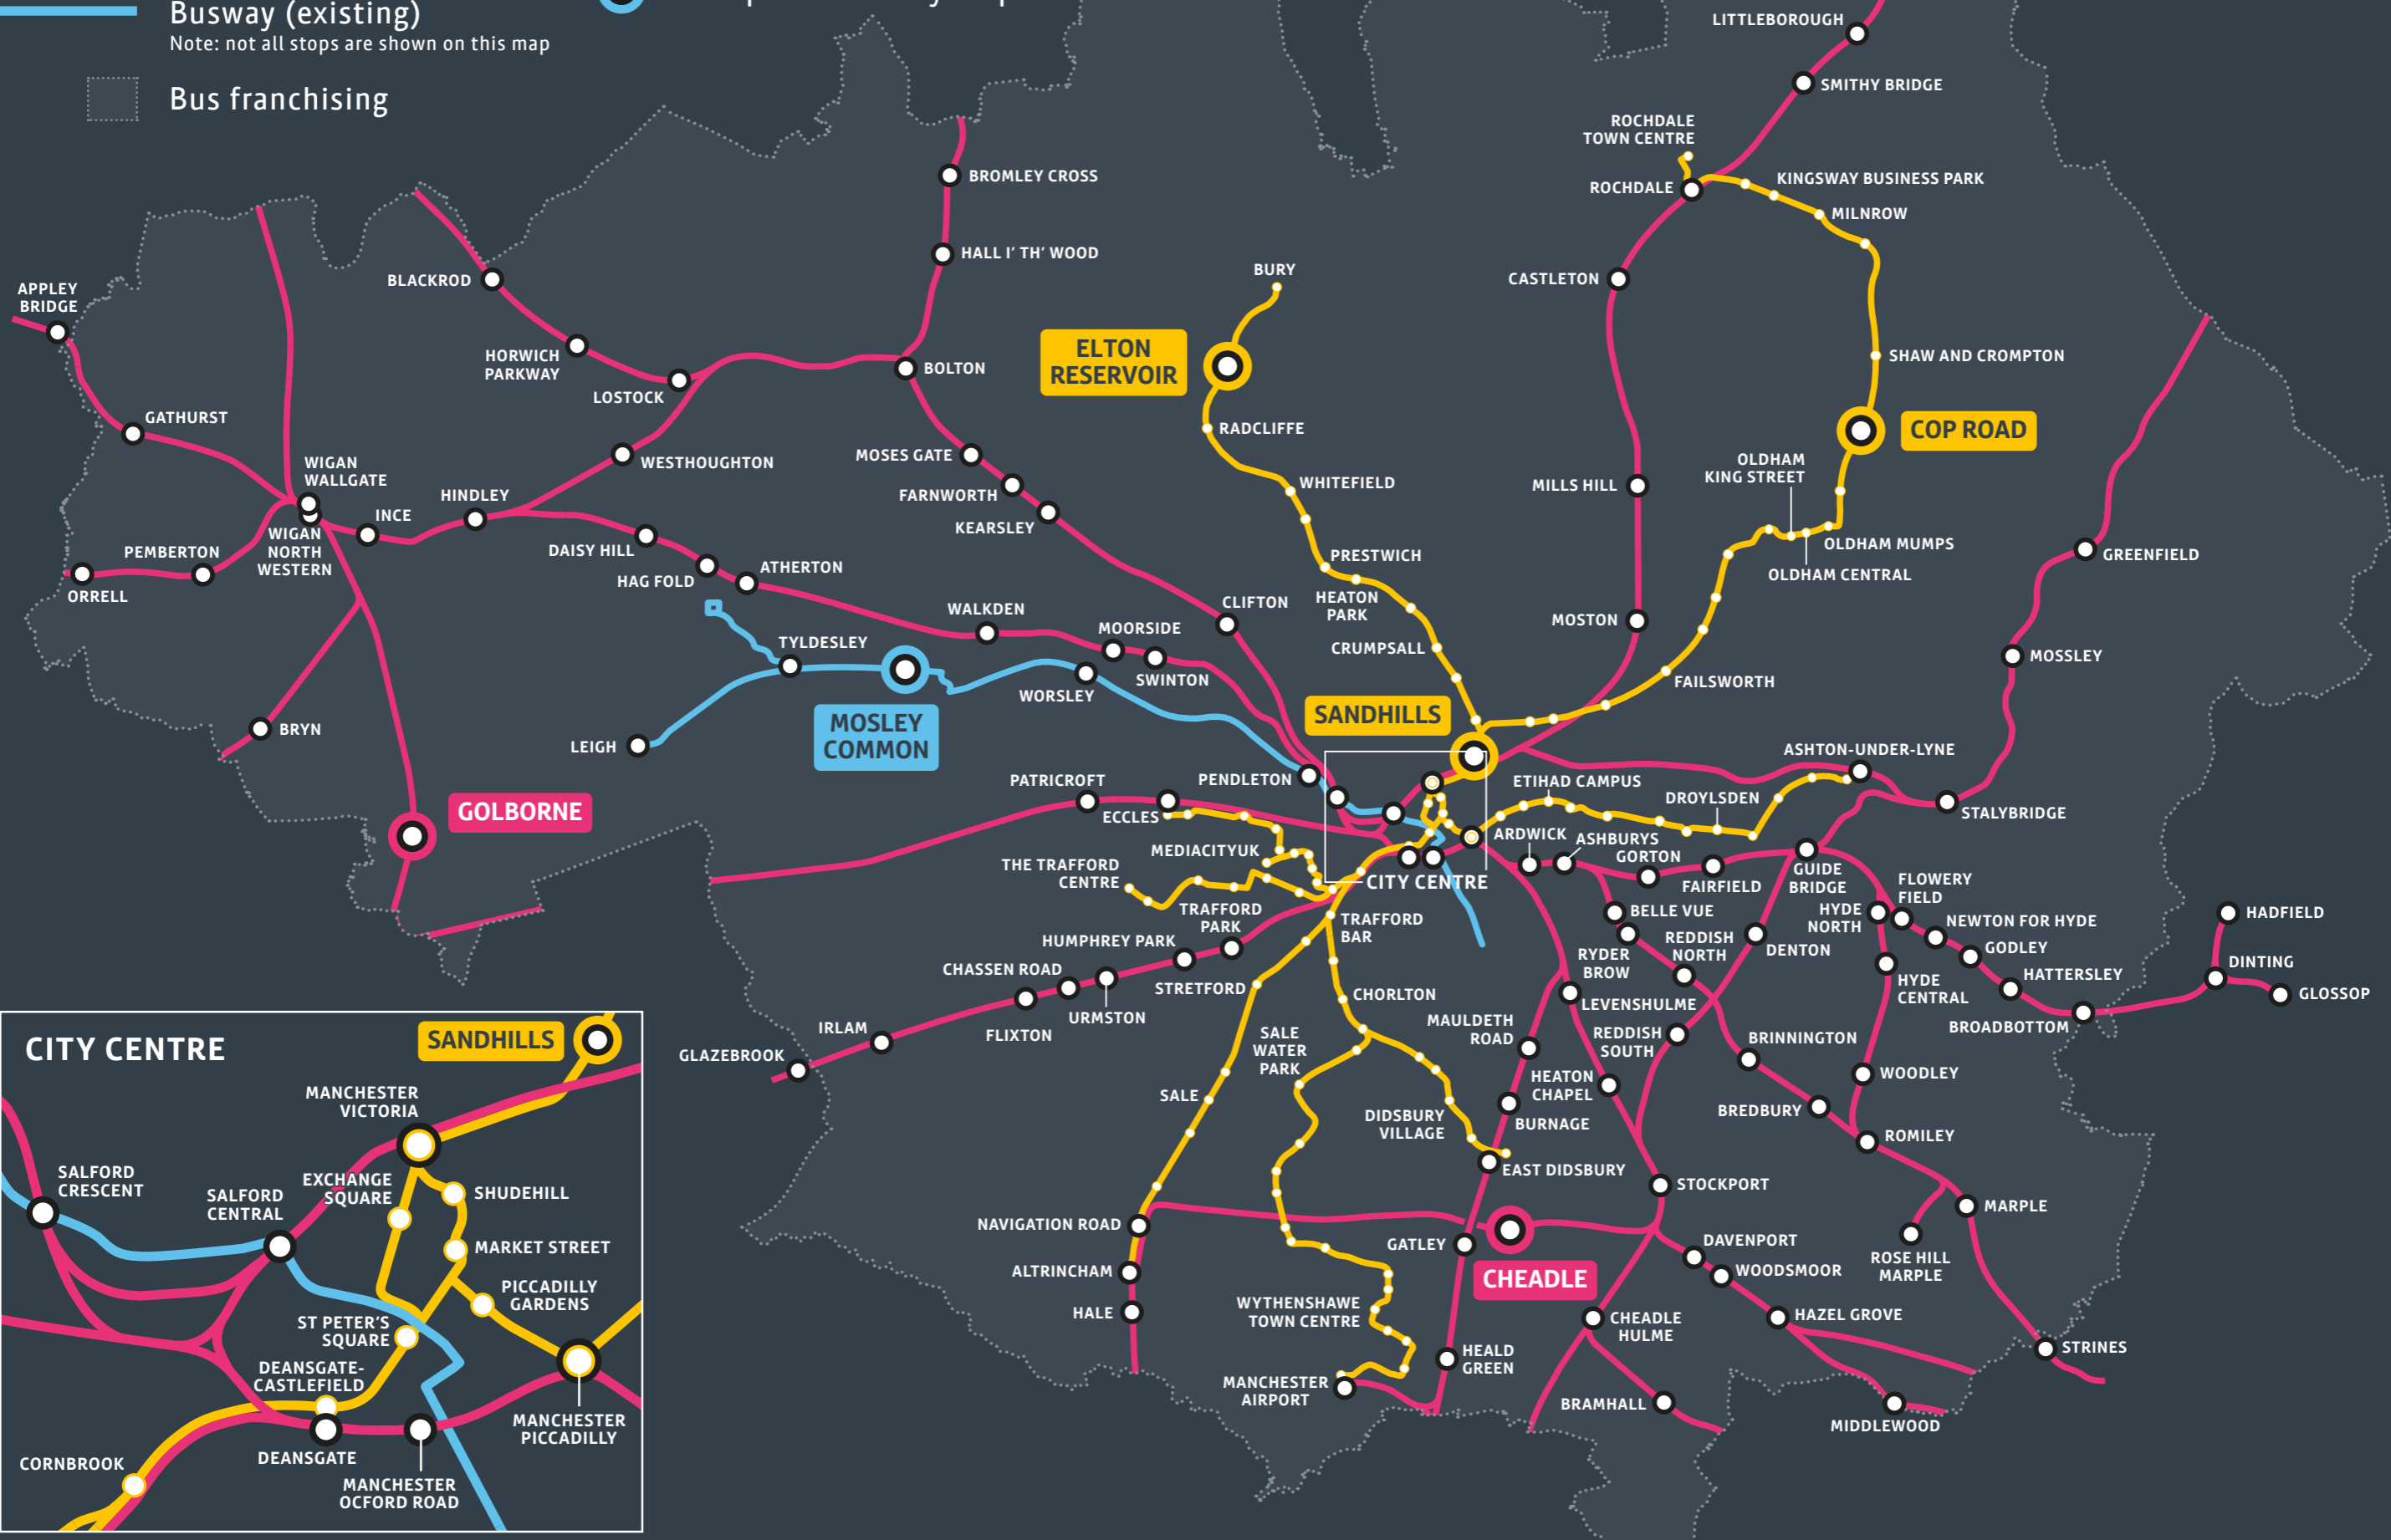 Busway (existing)
Note: not all stops are shown on this map
Bus franchising
LITTLEBOROUGH
SMITHY BRIDGE
ROCHDALE
TOWN CENTRE
ROCHDALE
KINGSWAY BUSINESS PARK
MILNROW
BROMLEY CROSS
HALL I' TH' WOOD
BLACKROD
APPLEY
BRIDGE
BURY
CASTLETON
HORWICH
PARKWAY
LOSTOCK
BOLTON
ELTON
RESERVOIR
SHAW AND CROMPTON
GATHURST
RADCLIFFE
COP ROAD
WIGAN
WALLGATE
WESTHOUGHTON
MOSES GATE
OLDHAM
KING STREET
HINDLEY
FARNWORTH
WHITEFIELD
MILLS HILL
INCE
KEARSLEY
WIGAN
NORTH
WESTERN
PEMBERTON
DAISY HILL
PRESTWICH
OLDHAM MUMPS
GREENFIELD
ORRELL
HAG FOLD
ATHERTON
OLDHAM CENTRAL
HEATON
PARK
WALKDEN
CLIFTON
MOORSIDE
MOSTON
TYLDESLEY
CRUMPSALL
MOSSLEY
WORSLEY
SWINTON
FAILSWORTH
BRYN
LEIGH
MOSLEY
COMMON
SANDHILLS
ASHTON-UNDER-LYNE
GOLBORNE
PATRICROFT
PENDLETON
ETIHAD CAMPUS
DROYLSDEN
STALYBRIDGE
ECCLES
ARDWICK
ASHBURYS
GORTON
MEDIACITYUK
THE TRAFFORD
CENTRE
CITY CENTRE
FAIRFIELD
GUIDE
BRIDGE
FLOWERY
FIELD
TRAFFORD
PARK
TRAFFORD
BAR
BELLE VUE
HYDE
NORTH
NEWTON FOR HYDE
HADFIELD
HUMPHREY PARK
REDDISH
NORTH
DENTON
GODLEY
CHASSEN ROAD
STRETFORD
RYDER
BROW
HATTERSLEY
DINTING
CHORLTON
LEVENSHULME
HYDE
CENTRAL
GLOSSOP
URMSTON
FLIXTON
IRLAM
MAULDETH
ROAD
REDDISH
SOUTH
BROADBOTTOM
GLAZEBROOK
SALE
WATER
PARK
BRINNINGTON
WOODLEY
HEATON
CHAPEL
SALE
BREDBURY
DIDSBURY
VILLAGE
BURNAGE
ROMILEY
EAST DIDSBURY
STOCKPORT
MARPLE
NAVIGATION ROAD
GATLEY
DAVENPORT
ROSE HILL
MARPLE
ALTRINCHAM
CHEADLE
WOODSMOOR
HALE
WYTHENSHAWE
TOWN CENTRE
CHEADLE
HULME
HAZEL GROVE
STRINES
HEALD
GREEN
MANCHESTER
AIRPORT
BRAMHALL
MIDDLEWOOD
CITY CENTRE
SANDHILLS
MANCHESTER
VICTORIA
SALFORD
CRESCENT
SALFORD
CENTRAL
EXCHANGE
SQUARE
SHUDEHILL
MARKET STREET
PICCADILLY
GARDENS
ST PETER'S
SQUARE
DEANSGATE-
CASTLEFIELD
CORNBROOK
DEANSGATE
MANCHESTER
OCFORD ROAD
MANCHESTER
PICCADILLY